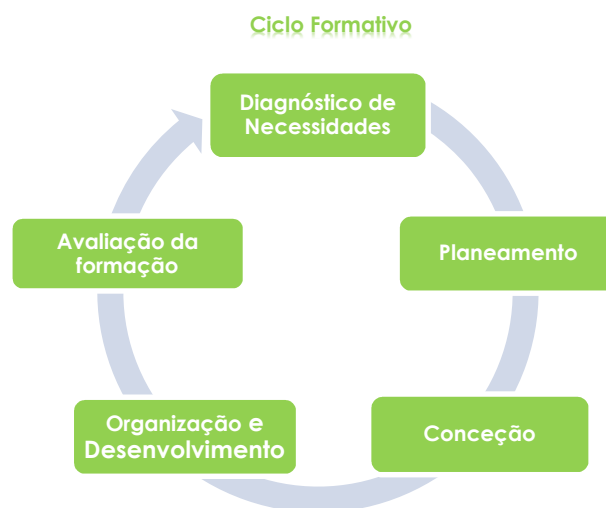 Ciclo Formativo
Diagnóstico de
Necessidades
Planeamento
Conceção
Organização e
Desenvolvimento
Avaliação da
formação